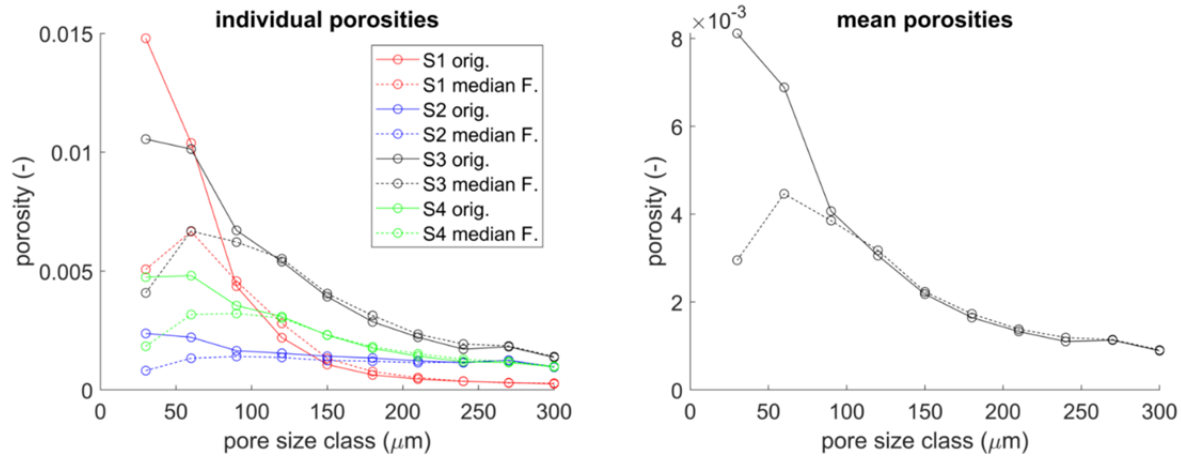 individual porosities
0.015
0.01
0.005
0
porosity (-)
S1 orig.
S1 median F.
S2 orig.
S2 median F.
S3 orig.
S3 median F.
S4 orig.
S4 median F.
0 50 100 150 200 250 300
pore size class (μm)
mean porosities
×10⁻³
8
6
4
2
0
porosity (-)
0 50 100 150 200 250 300
pore size class (μm)